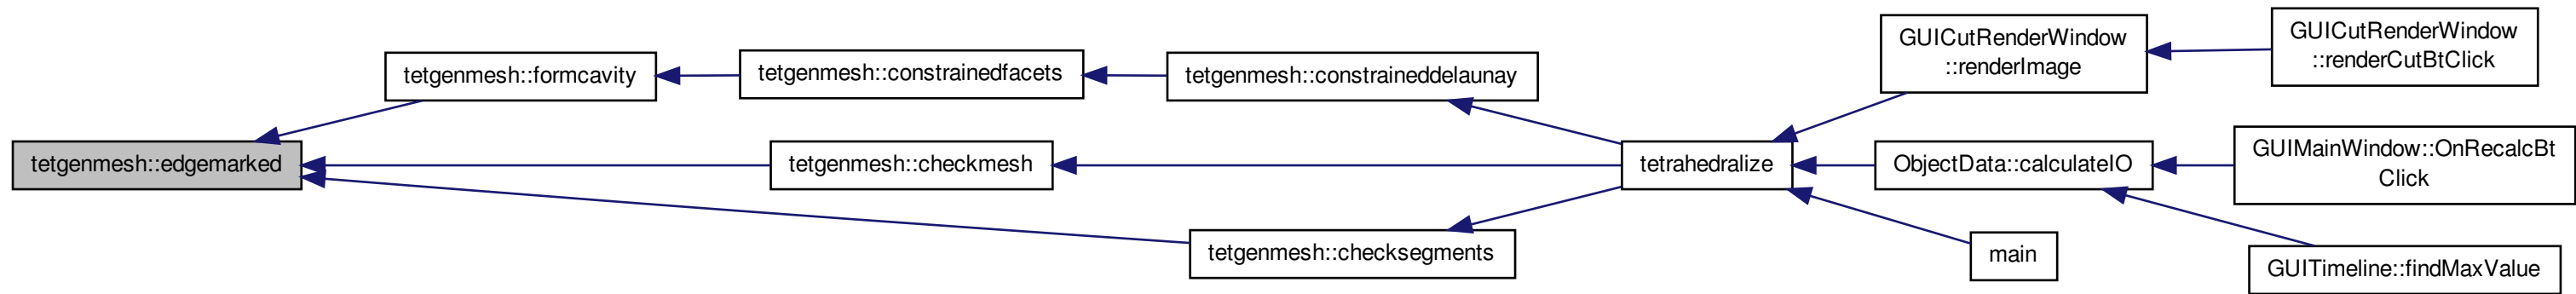 tetgenmesh::edgemarked
tetgenmesh::formcavity
tetgenmesh::constrainedfacets
tetgenmesh::constraineddelaunay
tetgenmesh::checkmesh
tetgenmesh::checksegments
tetrahedralize
GUICutRenderWindow
::renderImage
GUICutRenderWindow
::renderCutBtClick
ObjectData::calculateIO
GUIMainWindow::OnRecalcBt
Click
main
GUITimeline::findMaxValue